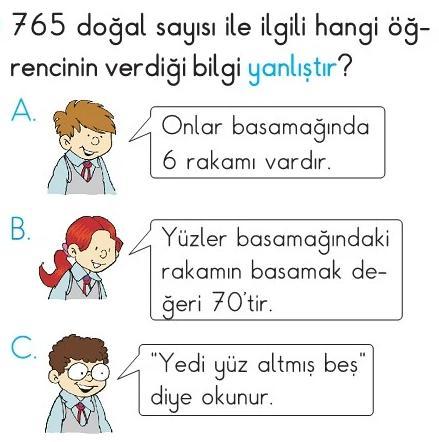 765 doğal sayısı ile ilgili hangi öğ-
rencinin verdiği bilgi yanlıştır?
A.
Onlar basamağında
6 rakamı vardır.
B.
Yüzler basamağındaki
rakamın basamak de-
ğeri 70'tir.
C.
"Yedi yüz altmış beş"
diye okunur.